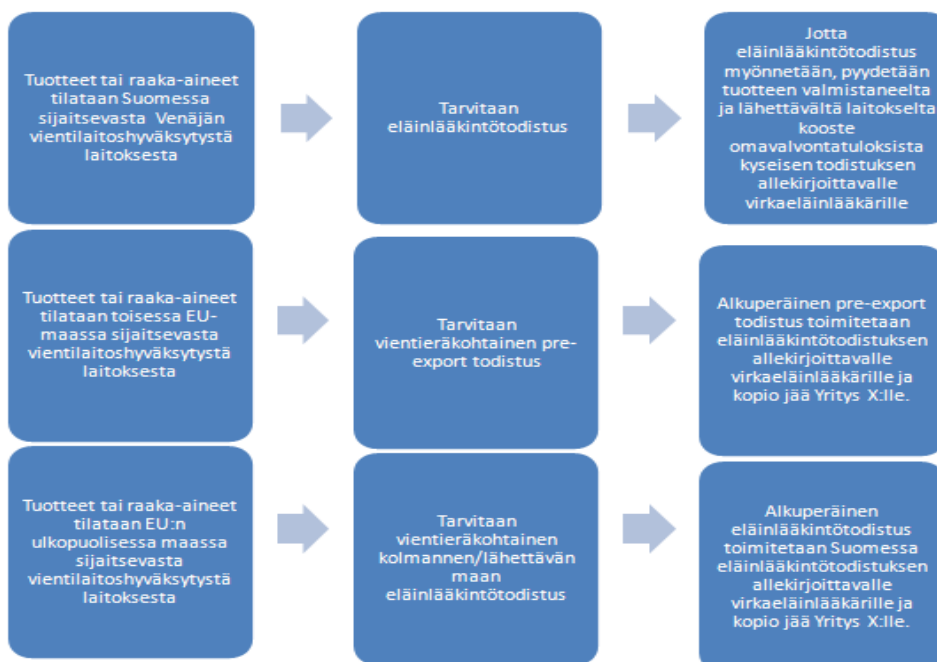 Tuotteet tai raaka-aineet
tilataan Suomessa
sijaitsevasta Venäjän
vientilaitoshyväksytystä
laitoksesta
Tarvitaan
eläinlääkintötodistus
Jotta
eläinlääkintötodistus
myönnetään, pyydetään
tuotteen valmistaneelta
ja lähettävältä laitokselta
kooste
omavalvontatuloksista
kyseisen todistuksen
allekirjoittavalle
virkaeläinlääkärille
Tuotteet tai raaka-aineet
tilataan toisessa EU-
maassa sijaitsevasta
vientilaitoshyväksytystä
laitoksesta
Tarvitaan
vientieräkohtainen pre-
export todistus
Alkuperäinen pre-export
todistus toimitetaan
eläinlääkintötodistuksen
allekirjoittavalle
virkaeläinlääkärille ja
kopio jää Yritys X:lle.
Tuotteet tai raaka-aineet
tilataan EU:n
ulkopuolisessa maassa
sijaitsevasta
vientilaitoshyväksytystä
laitoksesta
Tarvitaan
vientieräkohtainen
kolmannen/lähettävän
maan
eläinlääkintötodistus
Alkuperäinen
eläinlääkintötodistus
toimitetaan Suomessa
eläinlääkintötodistuksen
allekirjoittavalle
virkaeläinlääkärille ja
kopio jää Yritys X:lle.